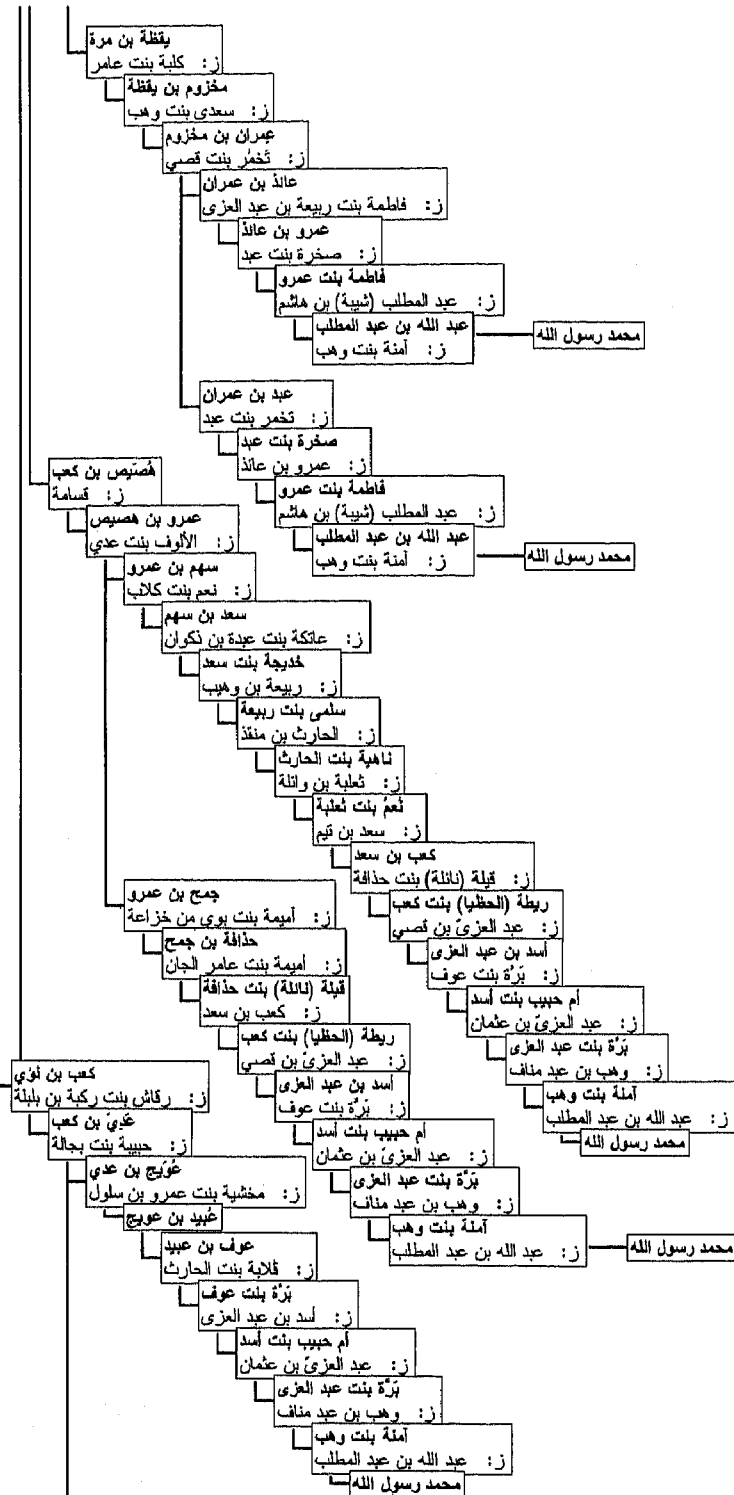 يقظة بن مرة
ز: كلبة بنت عامر
مخزوم بن يقظة
ز: سعدى بنت وهب
عمران بن مخزوم
ز: تَخمُر بنت قصي
عائذ بن عمران
ز: فاطمة بنت ربيعة بن عبد العزى
عمرو بن عائذ
ز: صخرة بنت عبد
فاطمة بنت عمرو
ز: عبد المطلب (شيبة) بن هاشم
عبد الله بن عبد المطلب
ز: آمنة بنت وهب
محمد رسول الله
عبد بن عمران
ز: تخمر بنت عبد
صخرة بنت عبد
ز: عمرو بن عائذ
فاطمة بنت عمرو
ز: عبد المطلب (شيبة) بن هاشم
عبد الله بن عبد المطلب
ز: آمنة بنت وهب
محمد رسول الله
هُصَيص بن كعب
ز: قسامة
عمرو بن هصيص
ز: الألوف بنت عدي
سهم بن عمرو
ز: نعم بنت كلاب
سعد بن سهم
ز: عاتكة بنت عبدة بن ذكوان
خديجة بنت سعد
ز: ربيعة بن وهيب
سلمى بنت ربيعة
ز: الحارث بن منقذ
ناهية بنت الحارث
ز: ثعلبة بن وائلة
نُعمُ بنت ثعلبة
ز: سعد بن تيم
كعب بن سعد
ز: قيلة (نائلة) بنت حذافة
ريطة (الحظيا) بنت كعب
ز: عبد العزيّ بن قصي
أسد بن عبد العزى
ز: بَرَّة بنت عوف
أم حبيب بنت أسد
ز: عبد العزيّ بن عثمان
بَرَّة بنت عبد العزى
ز: وهب بن عبد مناف
آمنة بنت وهب
ز: عبد الله بن عبد المطلب
محمد رسول الله
جمح بن عمرو
ز: أميمة بنت بوي من خزاعة
حذافة بن جمح
ز: أميمة بنت عامر الجان
قيلة (نائلة) بنت حذافة
ز: كعب بن سعد
ريطة (الحظيا) بنت كعب
ز: عبد العزيّ بن قصي
أسد بن عبد العزى
ز: بَرَّة بنت عوف
أم حبيب بنت أسد
ز: عبد العزيّ بن عثمان
بَرَّة بنت عبد العزى
ز: وهب بن عبد مناف
آمنة بنت وهب
ز: عبد الله بن عبد المطلب
محمد رسول الله
كعب بن لؤي
ز: رقاش بنت ركبة بن بلبلة
عَدِيّ بن كعب
ز: حبيبة بنت بجالة
عُوَيج بن عدي
ز: مخشية بنت عمرو بن سلول
عُبيد بن عويج
عوف بن عبيد
ز: قلابة بنت الحارث
بَرَّة بنت عوف
ز: أسد بن عبد العزى
أم حبيب بنت أسد
ز: عبد العزيّ بن عثمان
بَرَّة بنت عبد العزى
ز: وهب بن عبد مناف
آمنة بنت وهب
ز: عبد الله بن عبد المطلب
محمد رسول الله